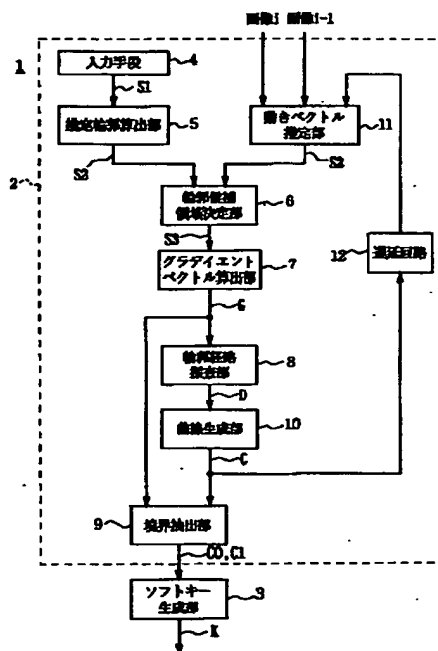 画像i 画像i-1
1
入力手段
4
S1
設定輪郭算出部
5
動きベクトル
推定部
11
S2
S2
2
輪郭候補
領域決定部
6
S3
遅延回路
12
グラデイエント
ベクトル算出部
7
G
輪郭経路
探査部
8
D
曲線生成部
10
C
境界抽出部
9
C0,C1
ソフトキー
生成部
3
K